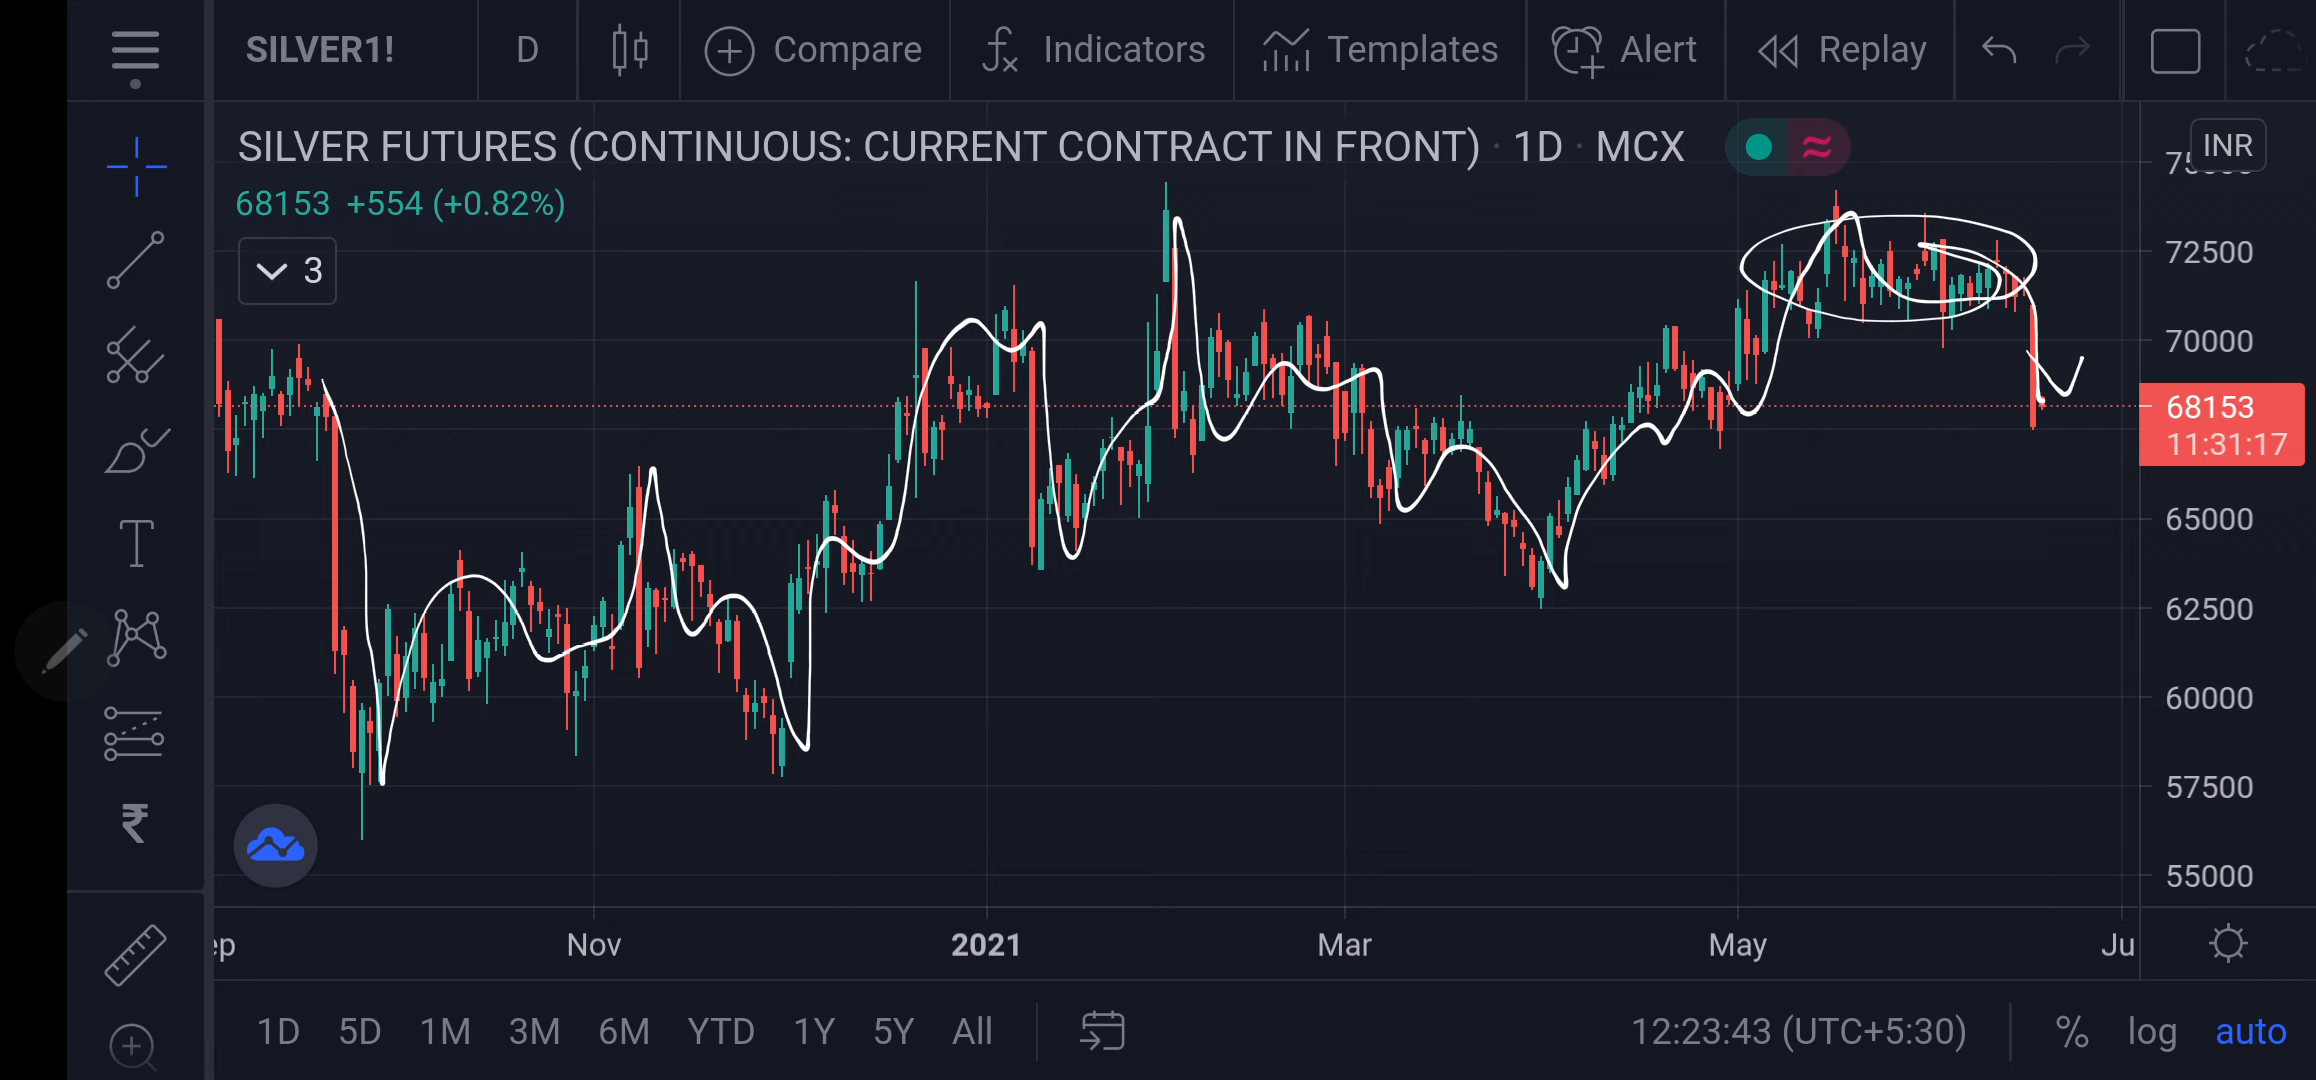 SILVER1! D Compare Indicators Templates Alert Replay
SILVER FUTURES (CONTINUOUS: CURRENT CONTRACT IN FRONT) · 1D · MCX
INR
68153 +554 (+0.82%)
3
72500
70000
68153
11:31:17
65000
62500
60000
57500
55000
Nov 2021 Mar May
1D 5D 1M 3M 6M YTD 1Y 5Y All 12:23:43 (UTC+5:30) % log auto